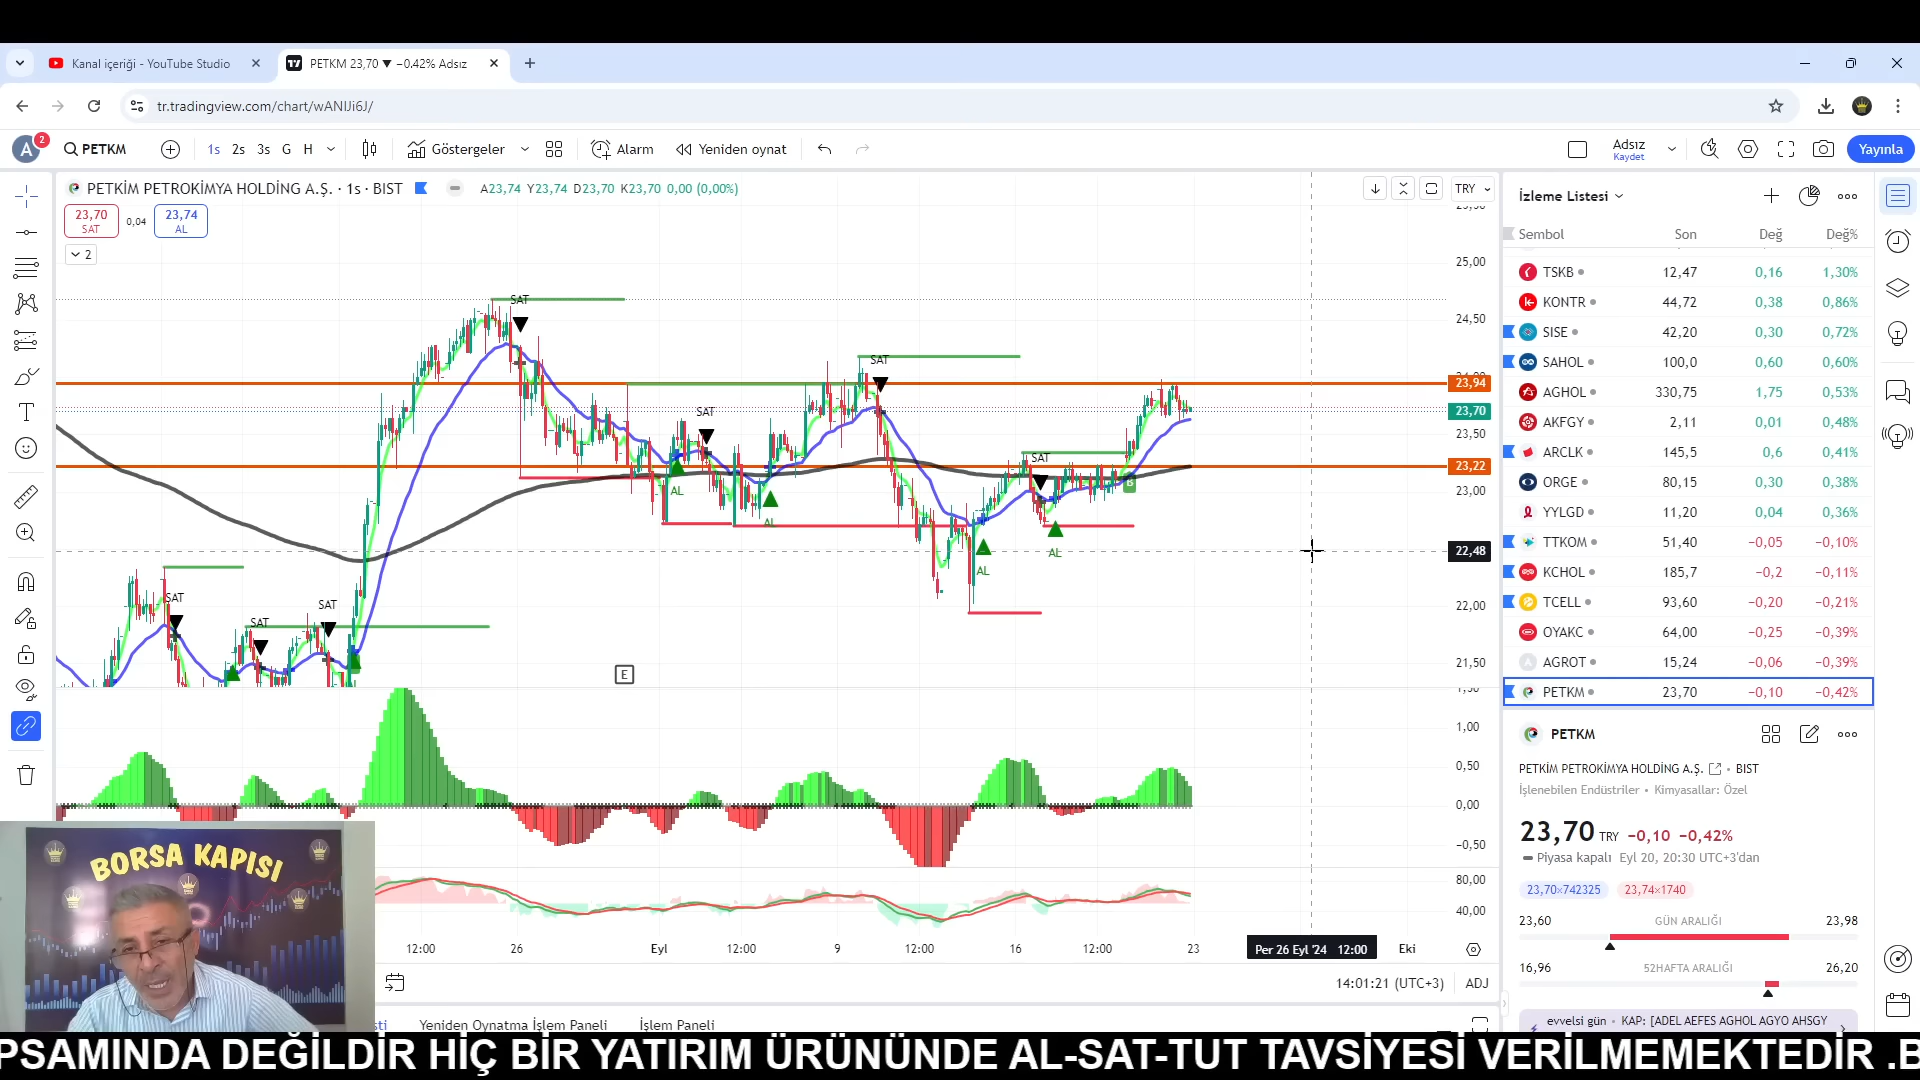 Kanal içeriği - YouTube Studio
PETKM 23,70 ▼ −0.42% Adsız
tr.tradingview.com/chart/wANIJi6J/
A 2
PETKM
1s 2s 3s G H
Göstergeler
Alarm
Yeniden oynat
Adsız
Kaydet
Yayınla
PETKİM PETROKİMYA HOLDİNG A.Ş. · 1s · BIST
A23,74 Y23,74 D23,70 K23,70 0,00 (0,00%)
TRY
23,70 SAT
0,04
23,74 AL
2
25,00
24,50
23,94
23,70
23,50
23,22
23,00
22,48
22,00
21,50
SAT
SAT
SAT
SAT
SAT
SAT
SAT
AL
AL
AL
AL
B
E
1,00
0,50
0,00
−0,50
80,00
40,00
12:00
26
Eyl
12:00
9
12:00
16
12:00
23
Per 26 Eyl '24 12:00
Eki
14:01:21 (UTC+3)
ADJ
Yeniden Oynatma İşlem Paneli
İşlem Paneli
İzleme Listesi
Sembol Son Değ Değ%
TSKB 12,47 0,16 1,30%
KONTR 44,72 0,38 0,86%
SISE 42,20 0,30 0,72%
SAHOL 100,0 0,60 0,60%
AGHOL 330,75 1,75 0,53%
AKFGY 2,11 0,01 0,48%
ARCLK 145,5 0,6 0,41%
ORGE 80,15 0,30 0,38%
YYLGD 11,20 0,04 0,36%
TTKOM 51,40 −0,05 −0,10%
KCHOL 185,7 −0,2 −0,11%
TCELL 93,60 −0,20 −0,21%
OYAKC 64,00 −0,25 −0,39%
AGROT 15,24 −0,06 −0,39%
PETKM 23,70 −0,10 −0,42%
PETKM
PETKİM PETROKİMYA HOLDİNG A.Ş. • BIST
İşlenebilen Endüstriler • Kimyasallar: Özel
23,70 TRY −0,10 −0,42%
Piyasa kapalı Eyl 20, 20:30 UTC+3'dan
23,70×742325
23,74×1740
23,60 GÜN ARALIĞI 23,98
16,96 52HAFTA ARALIĞI 26,20
evvelsi gün • KAP: [ADEL AEFES AGHOL AGYO AHSGY
BORSA KAPISI
PSAMINDA DEĞİLDİR HİÇ BİR YATIRIM ÜRÜNÜNDE AL-SAT-TUT TAVSİYESİ VERİLMEMEKTEDİR .B